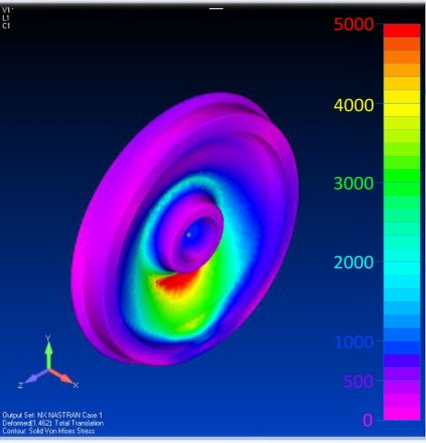 V1
L1
C1
5000
4000
3000
2000
1000
500
0
Y
Z
X
Output Set: NX NASTRAN Case 1
Deformed(1.462): Total Translation
Contour: Solid Von Mises Stress